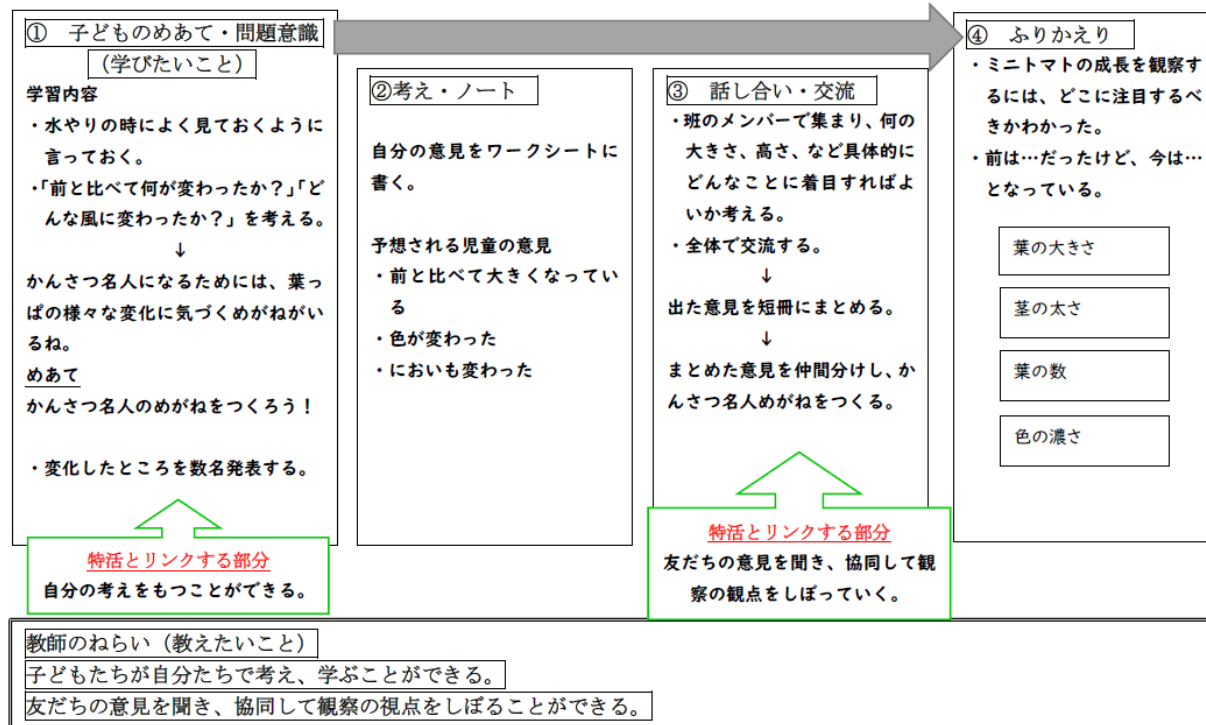 ① 子どものめあて・問題意識
(学びたいこと)
学習内容
・水やりの時によく見ておくように
言っておく。
・「前と比べて何が変わったか？」「ど
んな風に変わったか？」を考える。
↓
かんさつ名人になるためには、葉っ
ぱの様々な変化に気づくめがねがい
るね。
めあて
かんさつ名人のめがねをつくろう！
・変化したところを数名発表する。
特活とリンクする部分
自分の考えをもつことができる。
②考え・ノート
自分の意見をワークシートに
書く。
予想される児童の意見
・前と比べて大きくなってい
る
・色が変わった
・においも変わった
③ 話し合い・交流
・班のメンバーで集まり、何の
大きさ、高さ、など具体的に
どんなことに着目すればよ
いか考える。
・全体で交流する。
↓
出た意見を短冊にまとめる。
↓
まとめた意見を仲間分けし、か
んさつ名人めがねをつくる。
特活とリンクする部分
友だちの意見を聞き、協同して観
察の観点をしぼっていく。
④ ふりかえり
・ミニトマトの成長を観察す
るには、どこに注目するべ
きかわかった。
・前は…だったけど、今は…
となっている。
葉の大きさ
茎の太さ
葉の数
色の濃さ
教師のねらい（教えたいこと）
子どもたちが自分たちで考え、学ぶことができる。
友だちの意見を聞き、協同して観察の視点をしぼることができる。